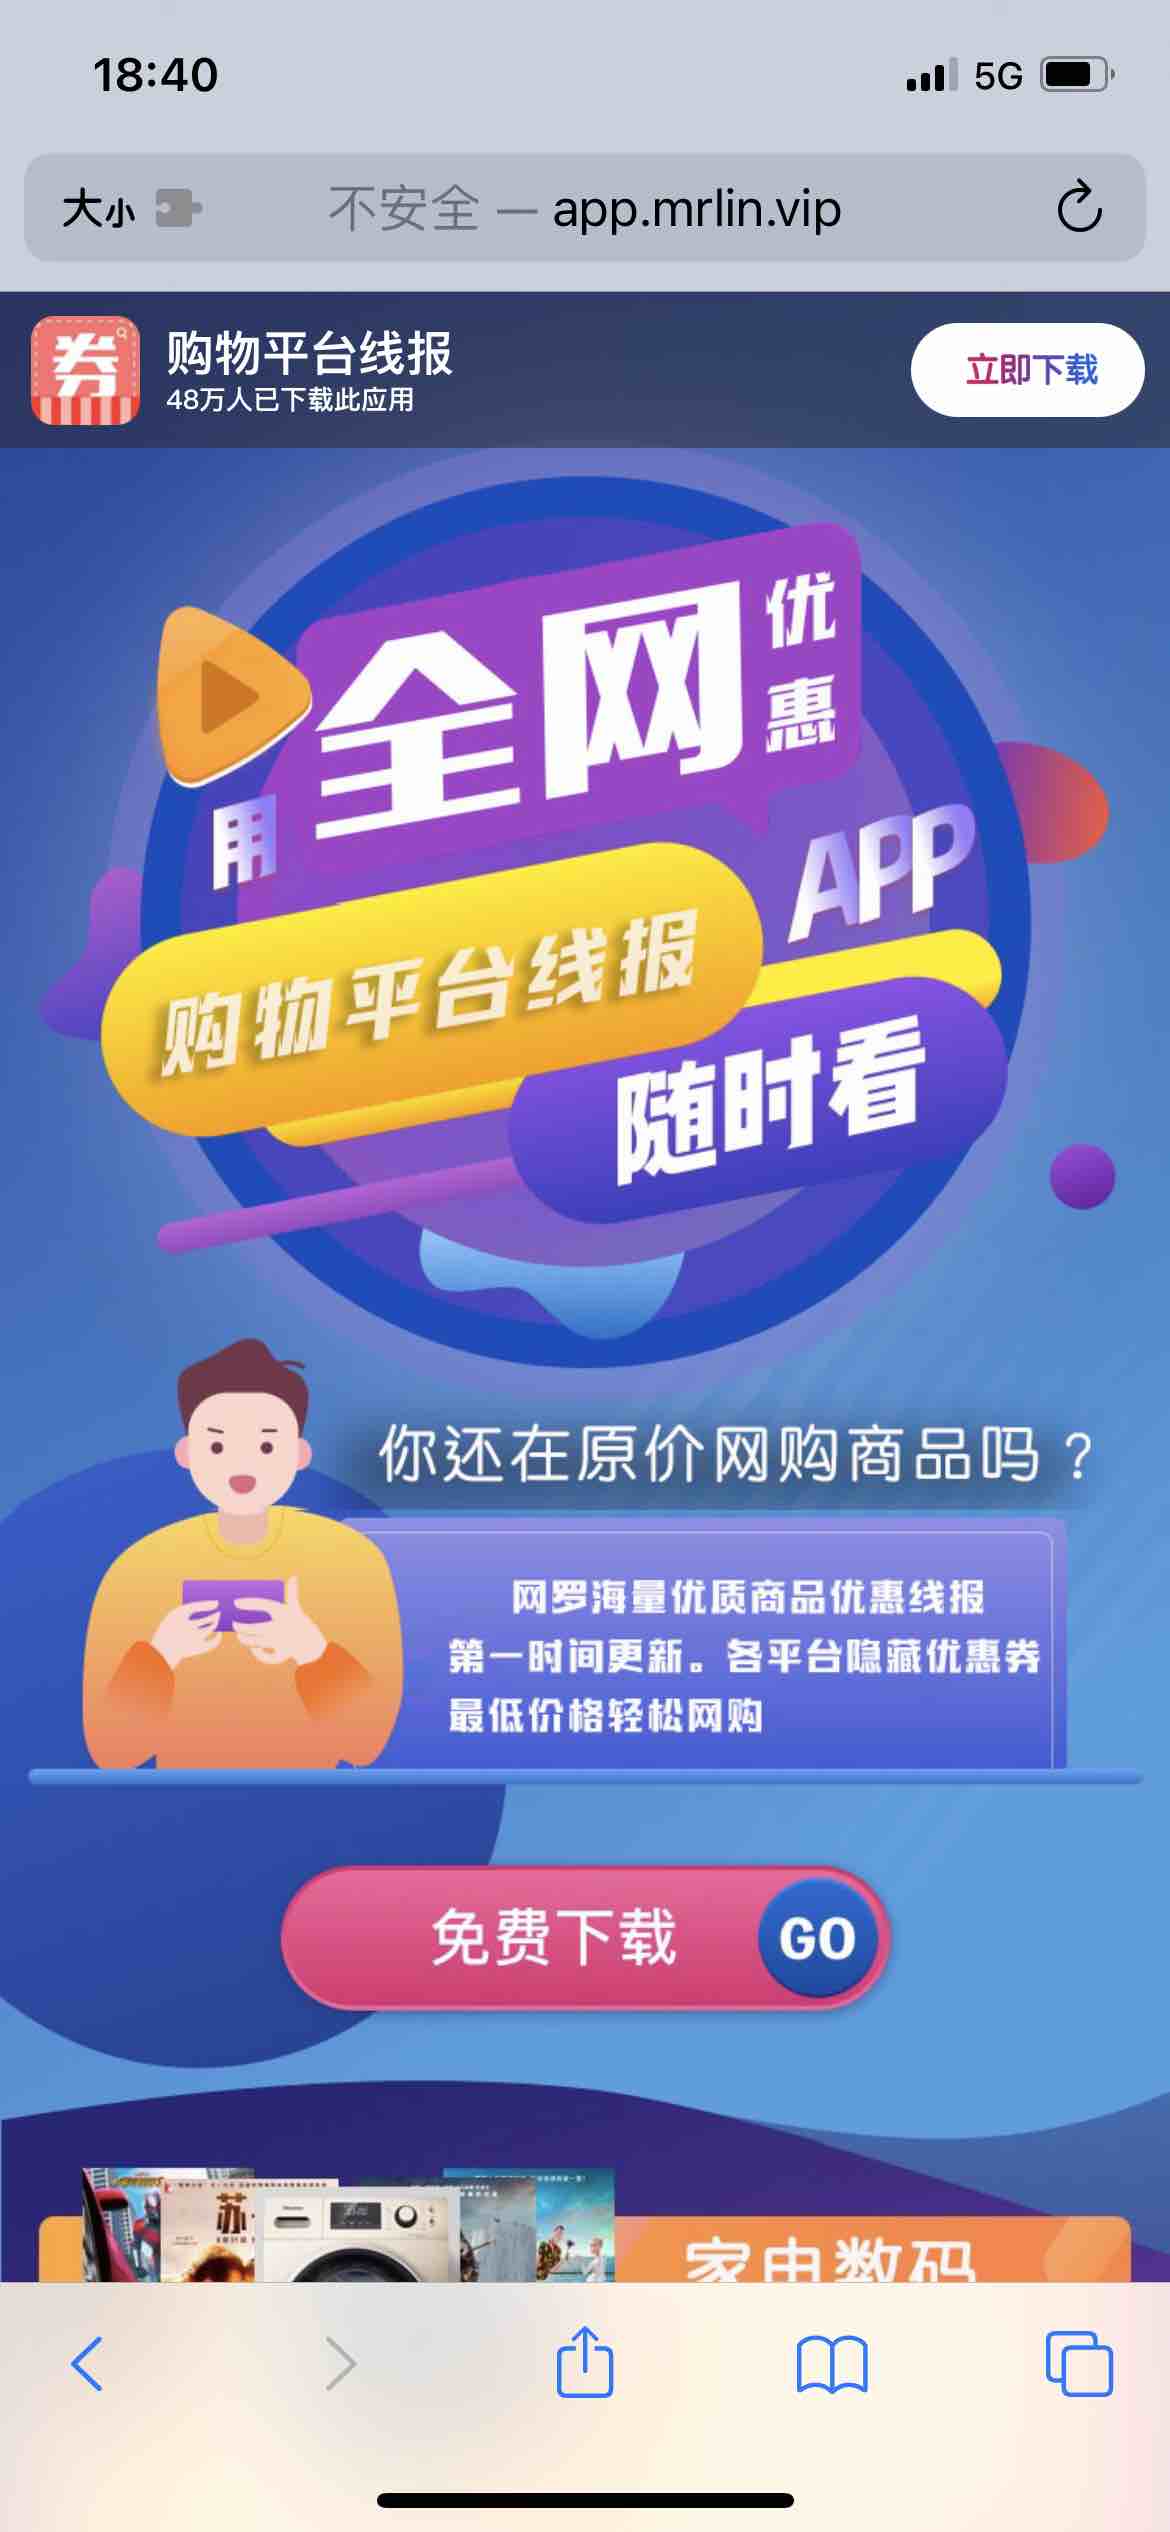 18:40
5G
大小
不安全 — app.mrlin.vip
券
购物平台线报
48万人已下载此应用
立即下载
全网
优惠
用
APP
购物平台线报
随时看
你还在原价网购商品吗？
网罗海量优质商品优惠线报
第一时间更新。各平台隐藏优惠券
最低价格轻松网购
免费下载
GO
苏
家电数码